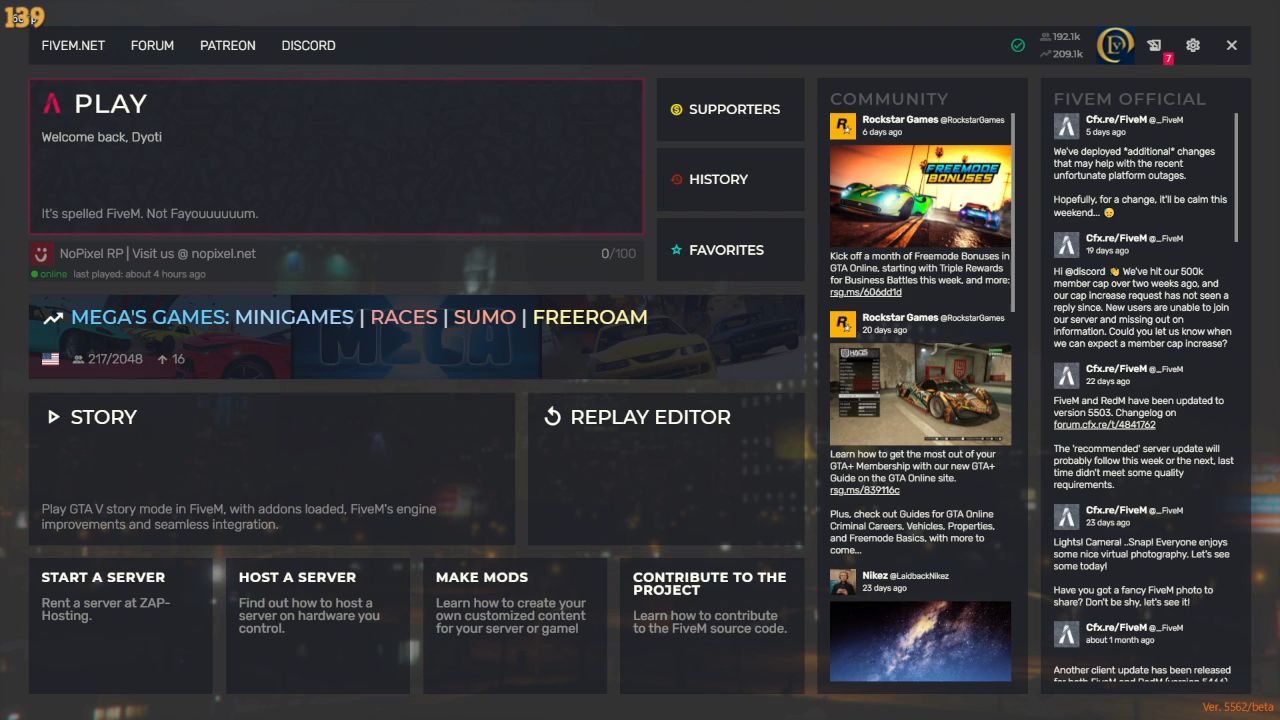 139
FIVEM.NET
FORUM
PATREON
DISCORD
192.1k
209.1k
7
PLAY
Welcome back, Dyoti
It's spelled FiveM. Not Fayouuuuuum.
NoPixel RP | Visit us @ nopixel.net
0/100
online
last played: about 4 hours ago
SUPPORTERS
HISTORY
FAVORITES
MEGA'S GAMES: MINIGAMES | RACES | SUMO | FREEROAM
MEGA
217/2048
16
STORY
Play GTA V story mode in FiveM, with addons loaded, FiveM's engine
improvements and seamless integration.
REPLAY EDITOR
START A SERVER
Rent a server at ZAP-
Hosting.
HOST A SERVER
Find out how to host a
server on hardware you
control.
MAKE MODS
Learn how to create your
own customized content
for your server or game!
CONTRIBUTE TO THE
PROJECT
Learn how to contribute
to the FiveM source code.
COMMUNITY
Rockstar Games @RockstarGames
6 days ago
FREEMODE
BONUSES
Kick off a month of Freemode Bonuses in
GTA Online, starting with Triple Rewards
for Business Battles this week, and more:
rsg.ms/606dd1d
Rockstar Games @RockstarGames
20 days ago
Learn how to get the most out of your
GTA+ Membership with our new GTA+
Guide on the GTA Online site.
rsg.ms/839116c
Plus, check out Guides for GTA Online
Criminal Careers, Vehicles, Properties,
and Freemode Basics, with more to
come...
Nikez @LaidbackNikez
23 days ago
FIVEM OFFICIAL
Cfx.re/FiveM @_FiveM
5 days ago
We've deployed *additional* changes
that may help with the recent
unfortunate platform outages.
Hopefully, for a change, it'll be calm this
weekend... 😔
Cfx.re/FiveM @_FiveM
19 days ago
Hi @discord 👋 We've hit our 500k
member cap over two weeks ago, and
our cap increase request has not seen a
reply since. New users are unable to join
our server and missing out on
information. Could you let us know when
we can expect a member cap increase?
Cfx.re/FiveM @_FiveM
22 days ago
FiveM and RedM have been updated to
version 5503. Changelog on
forum.cfx.re/t/4841762
The 'recommended' server update will
probably follow this week or the next, last
time didn't meet some quality
requirements.
Cfx.re/FiveM @_FiveM
23 days ago
Lights! Camera! ..Snap! Everyone enjoys
some nice virtual photography. Let's see
some today!
Have you got a fancy FiveM photo to
share? Don't be shy, let's see it!
Cfx.re/FiveM @_FiveM
about 1 month ago
Another client update has been released
for both FiveM and RedM (version 5466)
Ver. 5562/beta